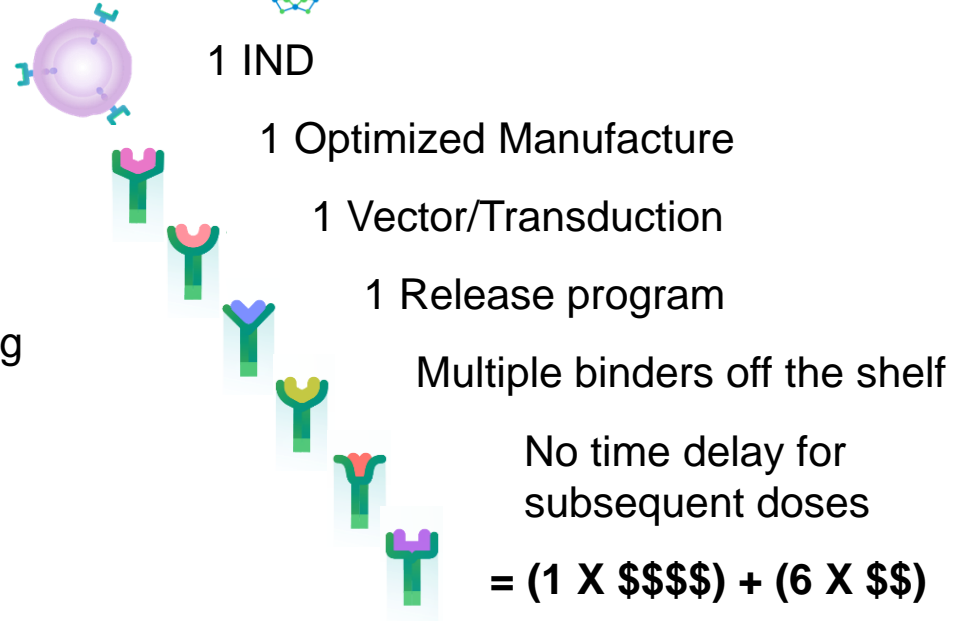 1 IND
1 Optimized Manufacture
1 Vector/Transduction
1 Release program
g
Multiple binders off the shelf
No time delay for
subsequent doses
= (1 X $$$$) + (6 X $$)